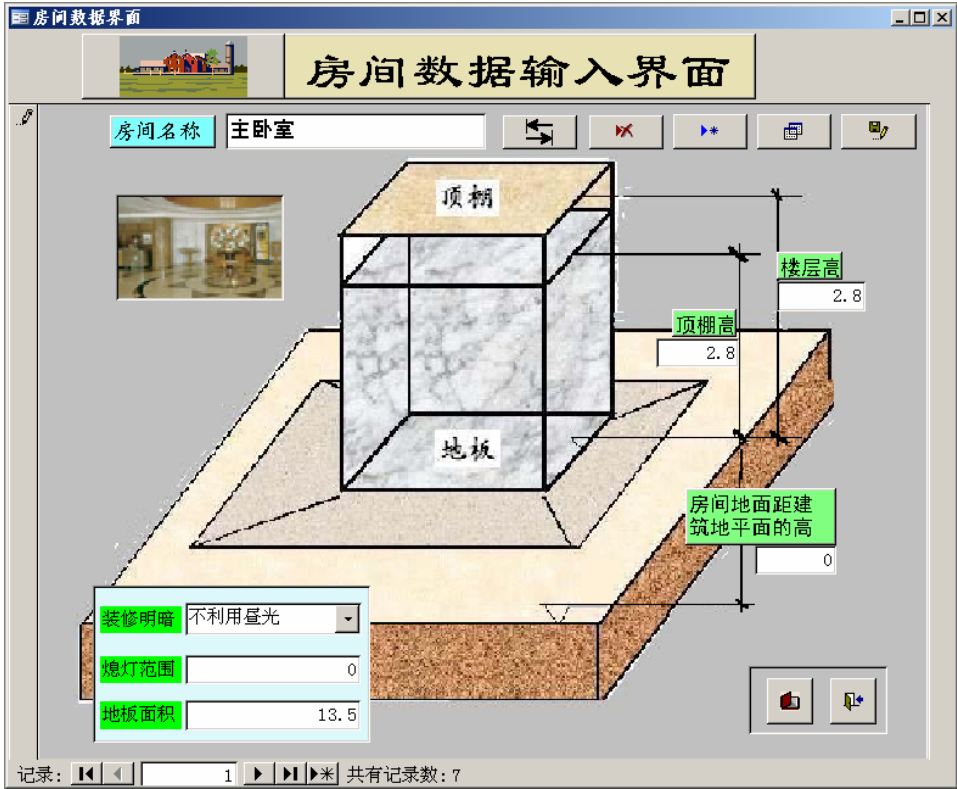 房间数据界面
房间数据输入界面
房间名称 主卧室
顶棚
楼层高
2.8
顶棚高
2.8
地板
房间地面距建
筑地平面的高
0
装修明暗 不利用昼光
熄灯范围 0
地板面积 13.5
记录: 1 共有记录数: 7